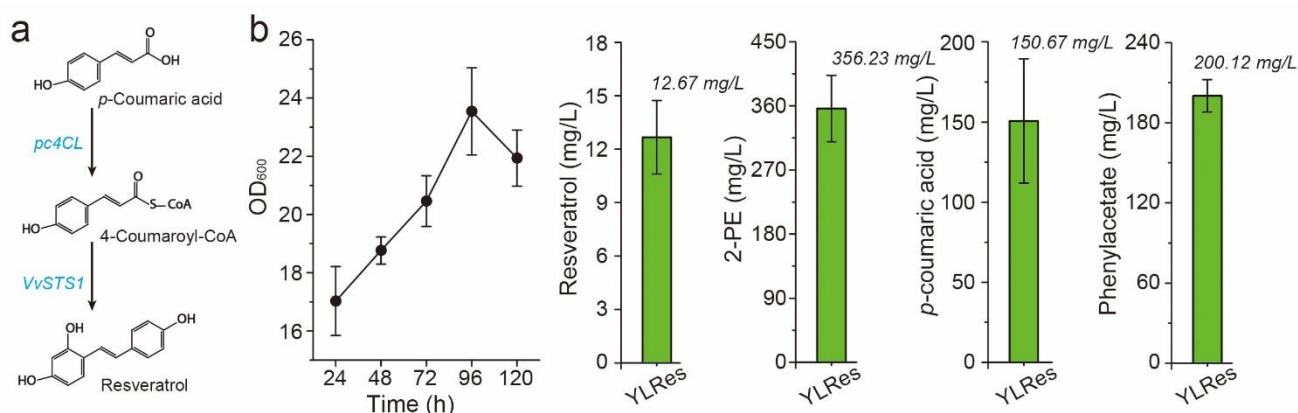 a
O
OH
HO
p-Coumaric acid
pc4CL
O
S–CoA
HO
4-Coumaroyl-CoA
VvSTS1
OH
OH
HO
Resveratrol
b
OD600
26
24
22
20
18
16
24 48 72 96 120
Time (h)
Resveratrol (mg/L)
18
15
12
9
6
3
0
12.67 mg/L
YLRes
2-PE (mg/L)
450
360
270
180
90
0
356.23 mg/L
YLRes
p-coumaric acid (mg/L)
200
150
100
50
0
150.67 mg/L
YLRes
Phenylacetate (mg/L)
240
180
120
60
0
200.12 mg/L
YLRes